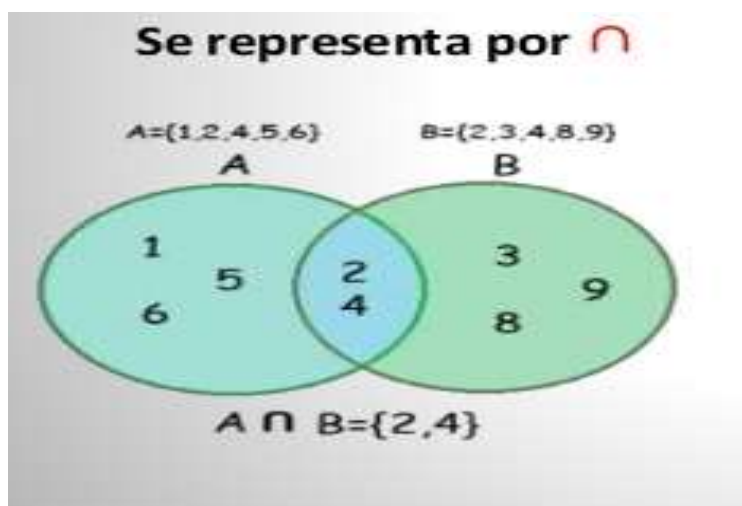 Se representa por ∩
A={1,2,4,5,6} B={2,3,4,8,9}
A B
1 2 3
5 9
6 4 8
A ∩ B={2,4}